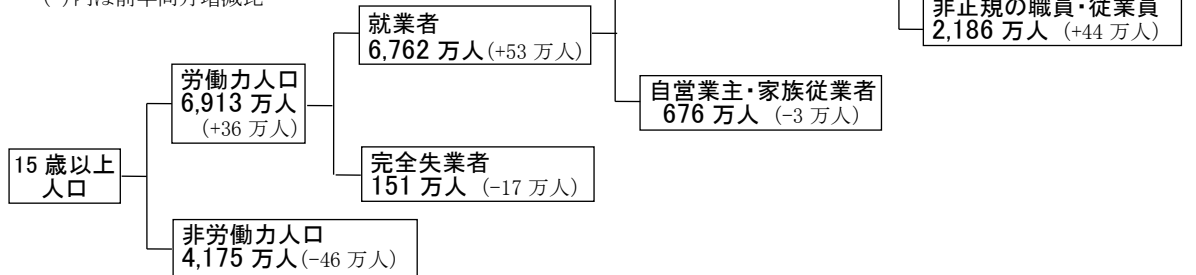 ( )内は前年同月増減比
非正規の職員・従業員
2,186 万人 (+44 万人)
就業者
6,762 万人(+53 万人)
自営業主・家族従業者
676 万人 (-3 万人)
労働力人口
6,913 万人
(+36 万人)
15 歳以上
人口
完全失業者
151 万人 (-17 万人)
非労働力人口
4,175 万人(-46 万人)